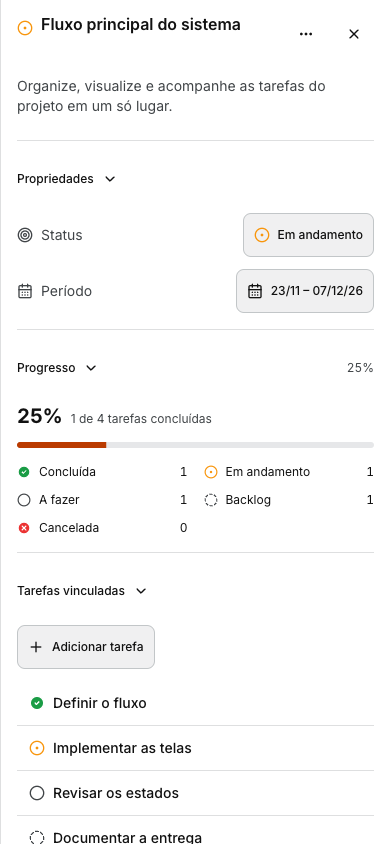 Fluxo principal do sistema
Organize, visualize e acompanhe as tarefas do
projeto em um só lugar.
Propriedades
Status
Em andamento
Período
23/11 – 07/12/26
Progresso
25%
25% 1 de 4 tarefas concluídas
Concluída 1
Em andamento 1
A fazer 1
Backlog 1
Cancelada 0
Tarefas vinculadas
Adicionar tarefa
Definir o fluxo
Implementar as telas
Revisar os estados
Documentar a entrega